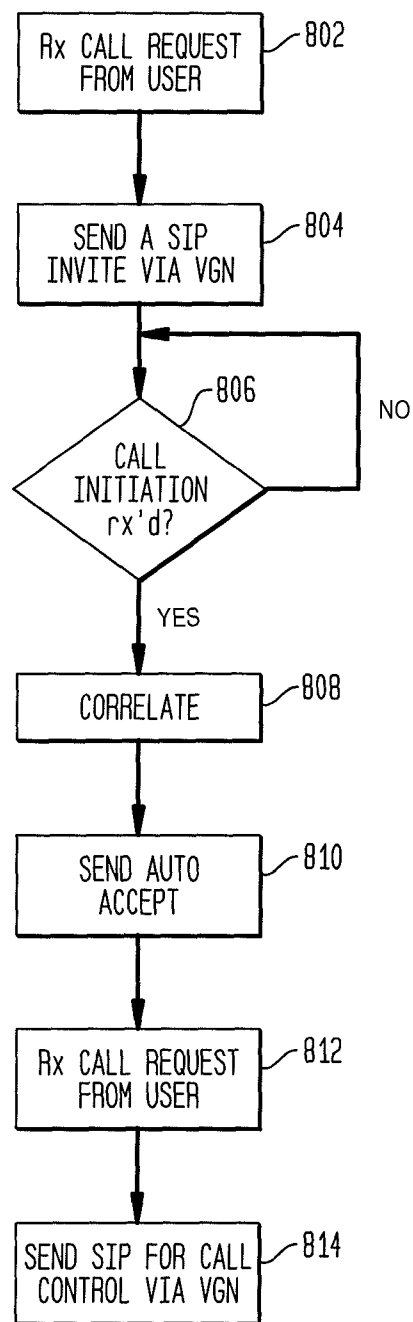 Rx CALL REQUEST
FROM USER
802
SEND A SIP
INVITE VIA VGN
804
806
CALL
INITIATION
rx'd?
NO
YES
CORRELATE
808
SEND AUTO
ACCEPT
810
Rx CALL REQUEST
FROM USER
812
SEND SIP FOR CALL
CONTROL VIA VGN
814